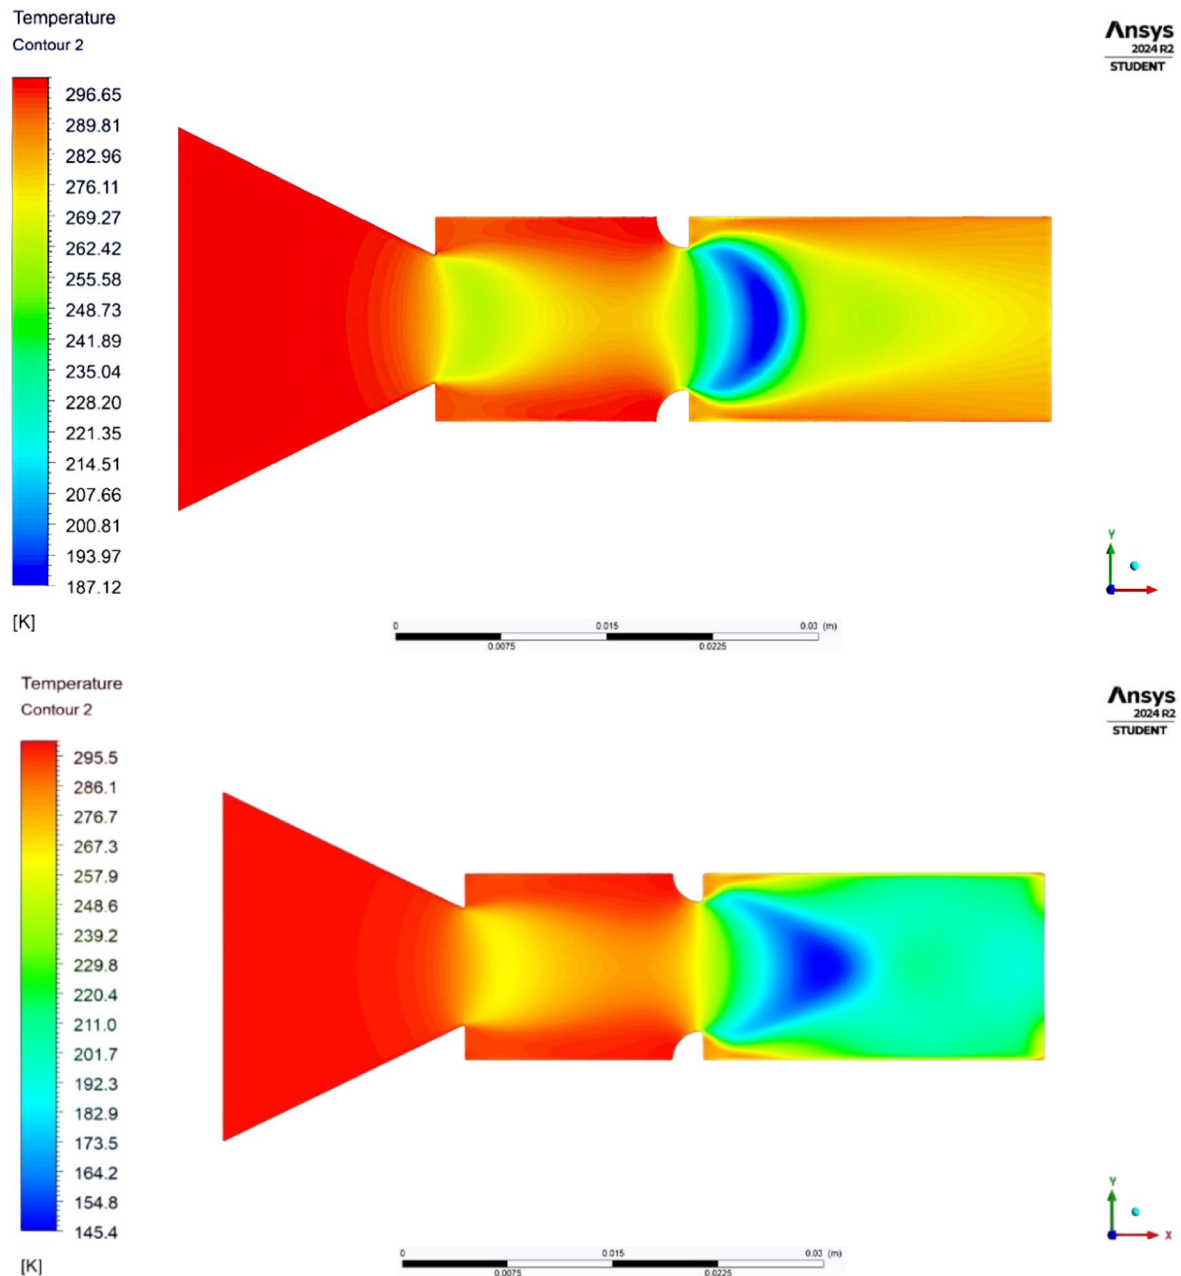 Temperature
Contour 2
Ansys
2024 R2
STUDENT
296.65
289.81
282.96
276.11
269.27
262.42
255.58
248.73
241.89
235.04
228.20
221.35
214.51
207.66
200.81
193.97
187.12
[K]
Y
0 0.015 0.03 (m)
0.0075 0.0225
Temperature
Contour 2
Ansys
2024 R2
STUDENT
295.5
286.1
276.7
267.3
257.9
248.6
239.2
229.8
220.4
211.0
201.7
192.3
182.9
173.5
164.2
154.8
145.4
[K]
Y
X
0 0.015 0.03 (m)
0.0075 0.0225